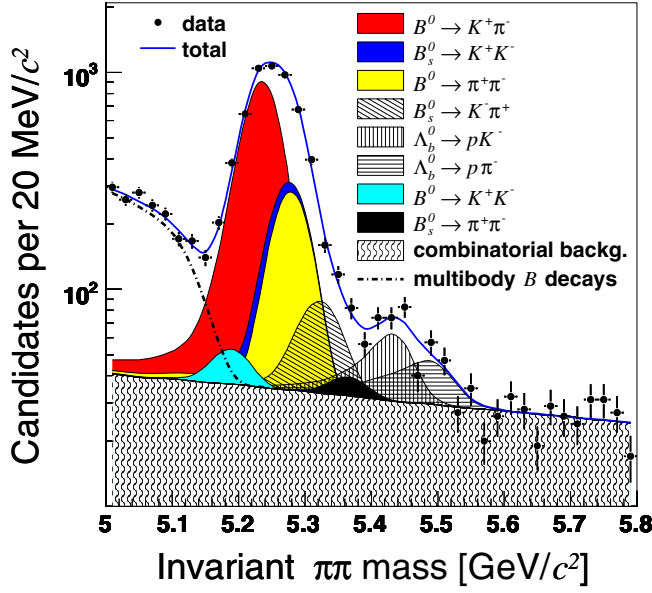 data
total
B⁰ → K⁺π⁻
B⁰ₛ → K⁺K⁻
B⁰ → π⁺π⁻
B⁰ₛ → K⁻π⁺
Λ⁰_b → pK⁻
Λ⁰_b → pπ⁻
B⁰ → K⁺K⁻
B⁰ₛ → π⁺π⁻
combinatorial backg.
multibody B decays
Candidates per 20 MeV/c²
10³
10²
5 5.1 5.2 5.3 5.4 5.5 5.6 5.7 5.8
Invariant ππ mass [GeV/c²]